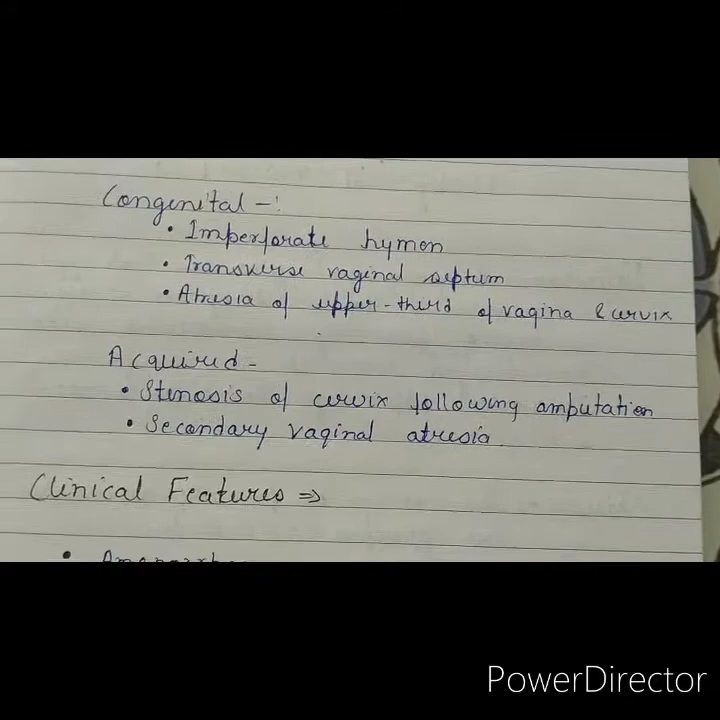 Congenital -:
• Imperforate hymen
• Transverse vaginal septum
• Atresia of upper-third of vagina & cervix
Acquired -
• Stenosis of cervix following amputation
• Secondary vaginal atresia
Clinical Features ⇒
•
PowerDirector